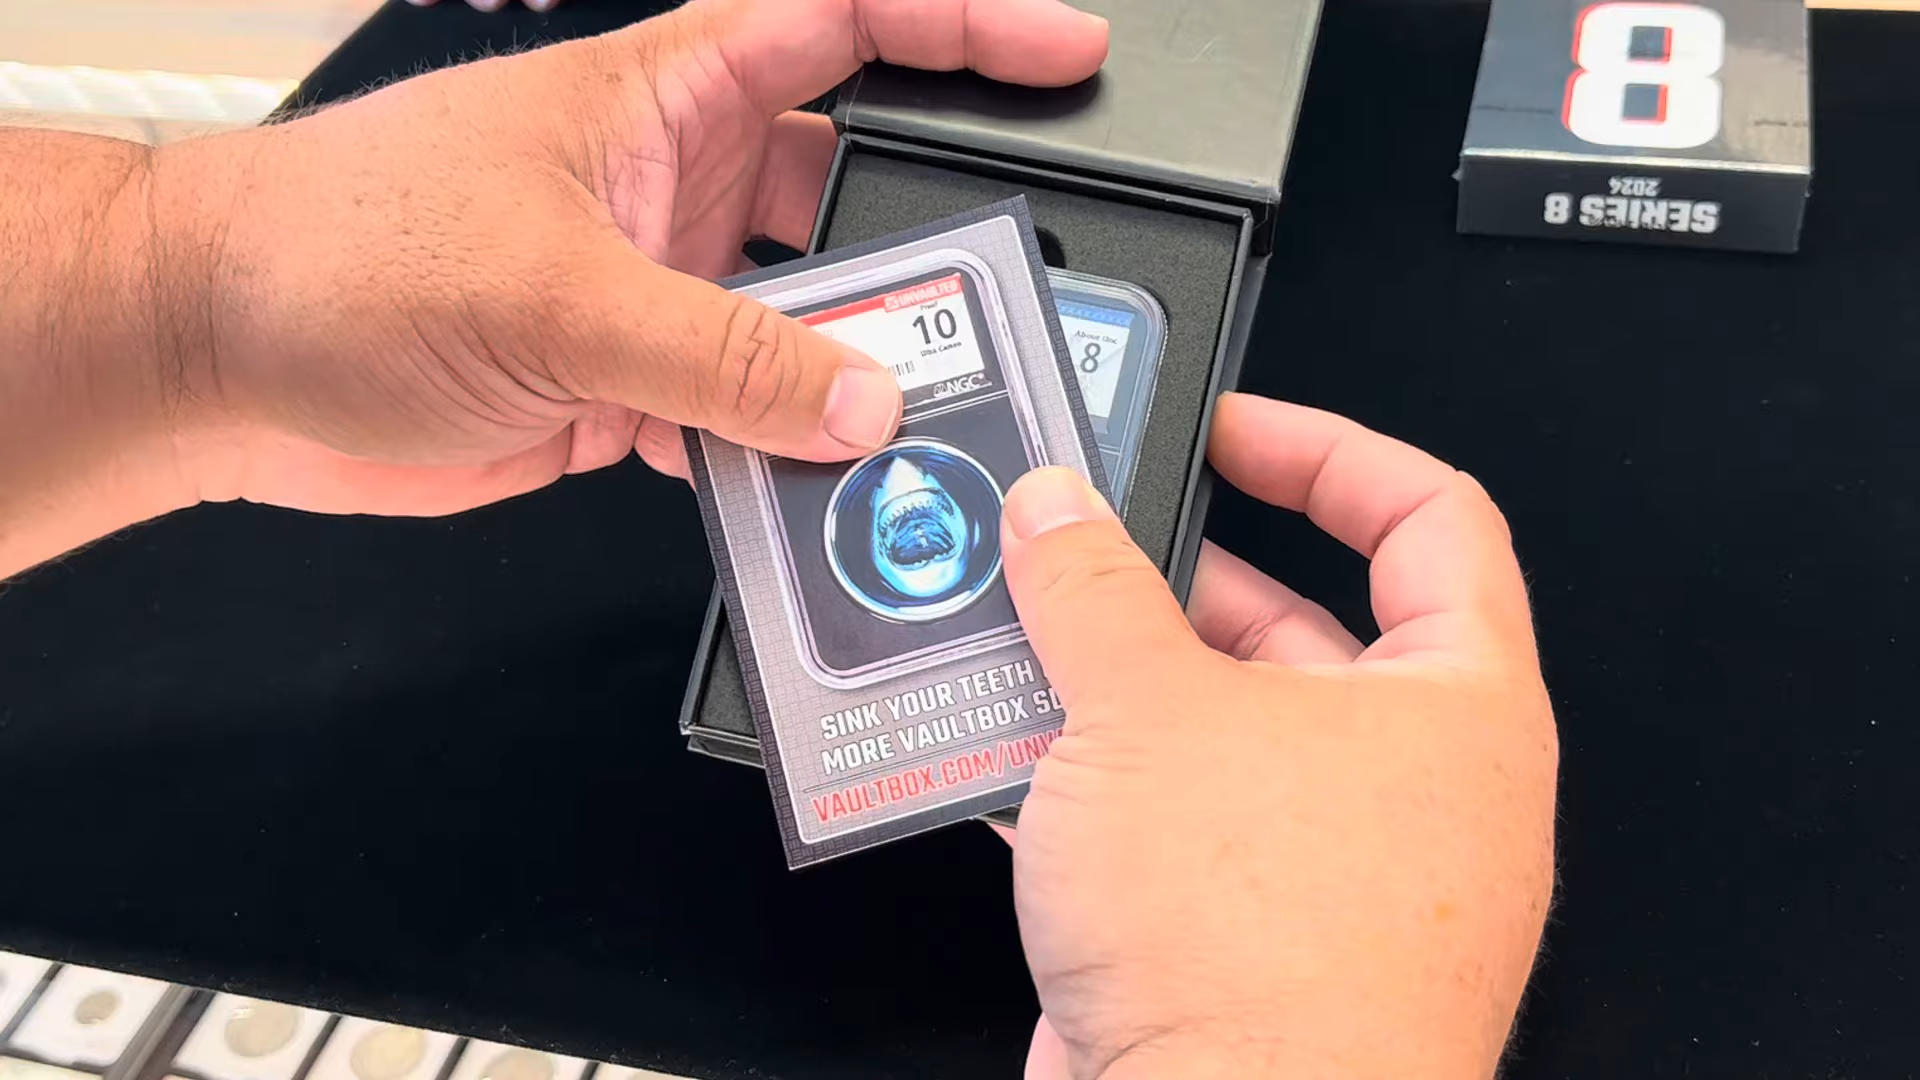 8
2024
SERIES 8
UNVAULTED
Proof
10
Ultra Cameo
NGC
About Unc
8
SINK YOUR TEETH
MORE VAULTBOX
VAULTBOX.COM/